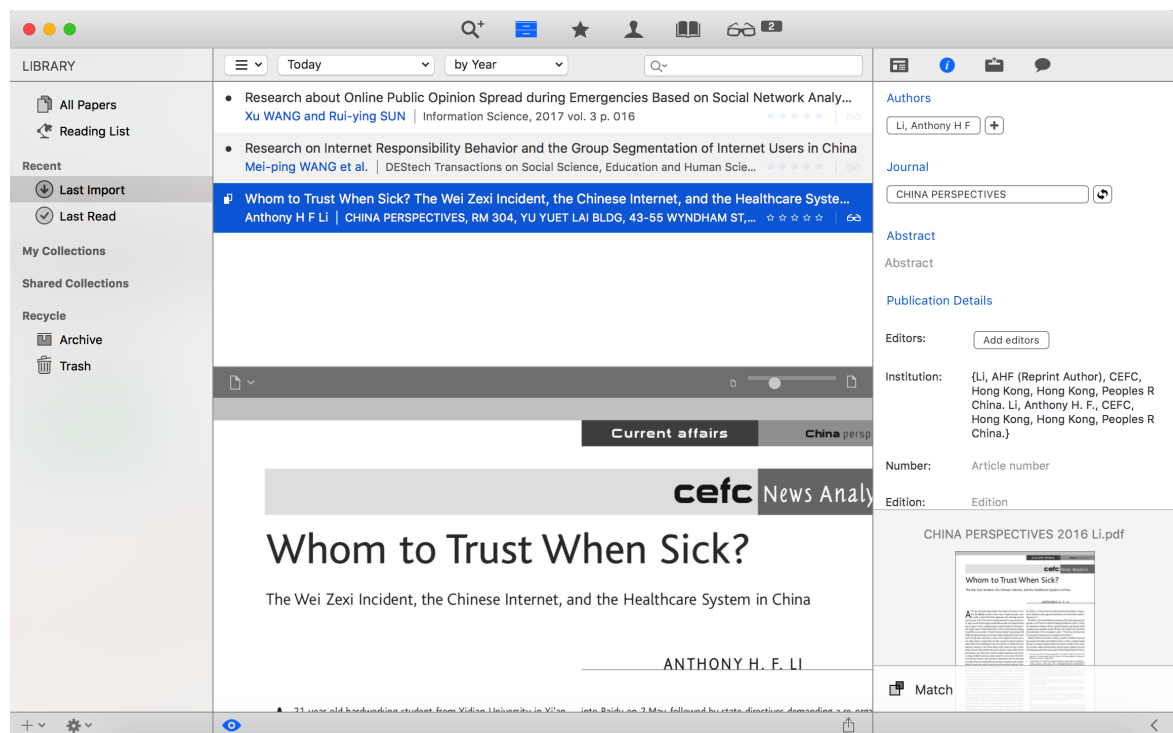 2
LIBRARY
All Papers
Reading List
Recent
Last Import
Last Read
My Collections
Shared Collections
Recycle
Archive
Trash
Today
by Year
Research about Online Public Opinion Spread during Emergencies Based on Social Network Analy...
Xu WANG and Rui-ying SUN | Information Science, 2017 vol. 3 p. 016
Research on Internet Responsibility Behavior and the Group Segmentation of Internet Users in China
Mei-ping WANG et al. | DEStech Transactions on Social Science, Education and Human Scie...
Whom to Trust When Sick? The Wei Zexi Incident, the Chinese Internet, and the Healthcare Syste...
Anthony H F Li | CHINA PERSPECTIVES, RM 304, YU YUET LAI BLDG, 43-55 WYNDHAM ST,...
Current affairs
China persp
cefc News Analy
Whom to Trust When Sick?
The Wei Zexi Incident, the Chinese Internet, and the Healthcare System in China
ANTHONY H. F. LI
Authors
Li, Anthony H F
Journal
CHINA PERSPECTIVES
Abstract
Abstract
Publication Details
Editors: Add editors
Institution: {Li, AHF (Reprint Author), CEFC,
Hong Kong, Hong Kong, Peoples R
China. Li, Anthony H. F., CEFC,
Hong Kong, Hong Kong, Peoples R
China.}
Number: Article number
Edition: Edition
CHINA PERSPECTIVES 2016 Li.pdf
Whom to Trust When Sick?
Match